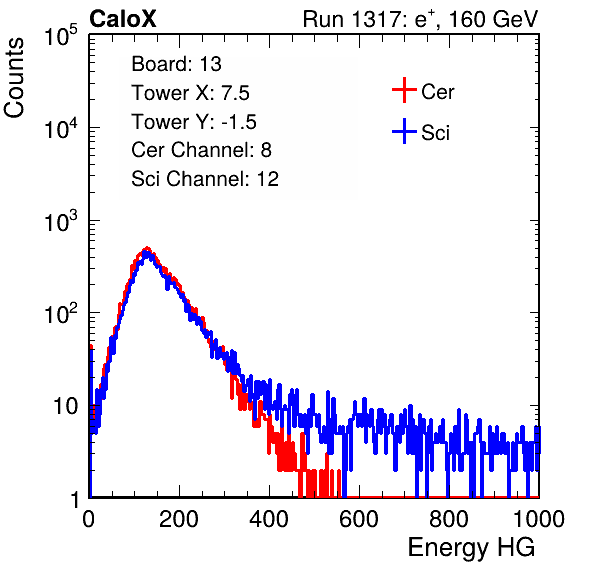 CaloX Run 1317: e⁺, 160 GeV
Counts
10⁵
10⁴
10³
10²
10
1
Board: 13
Tower X: 7.5
Tower Y: -1.5
Cer Channel: 8
Sci Channel: 12
Cer
Sci
0 200 400 600 800 1000
Energy HG